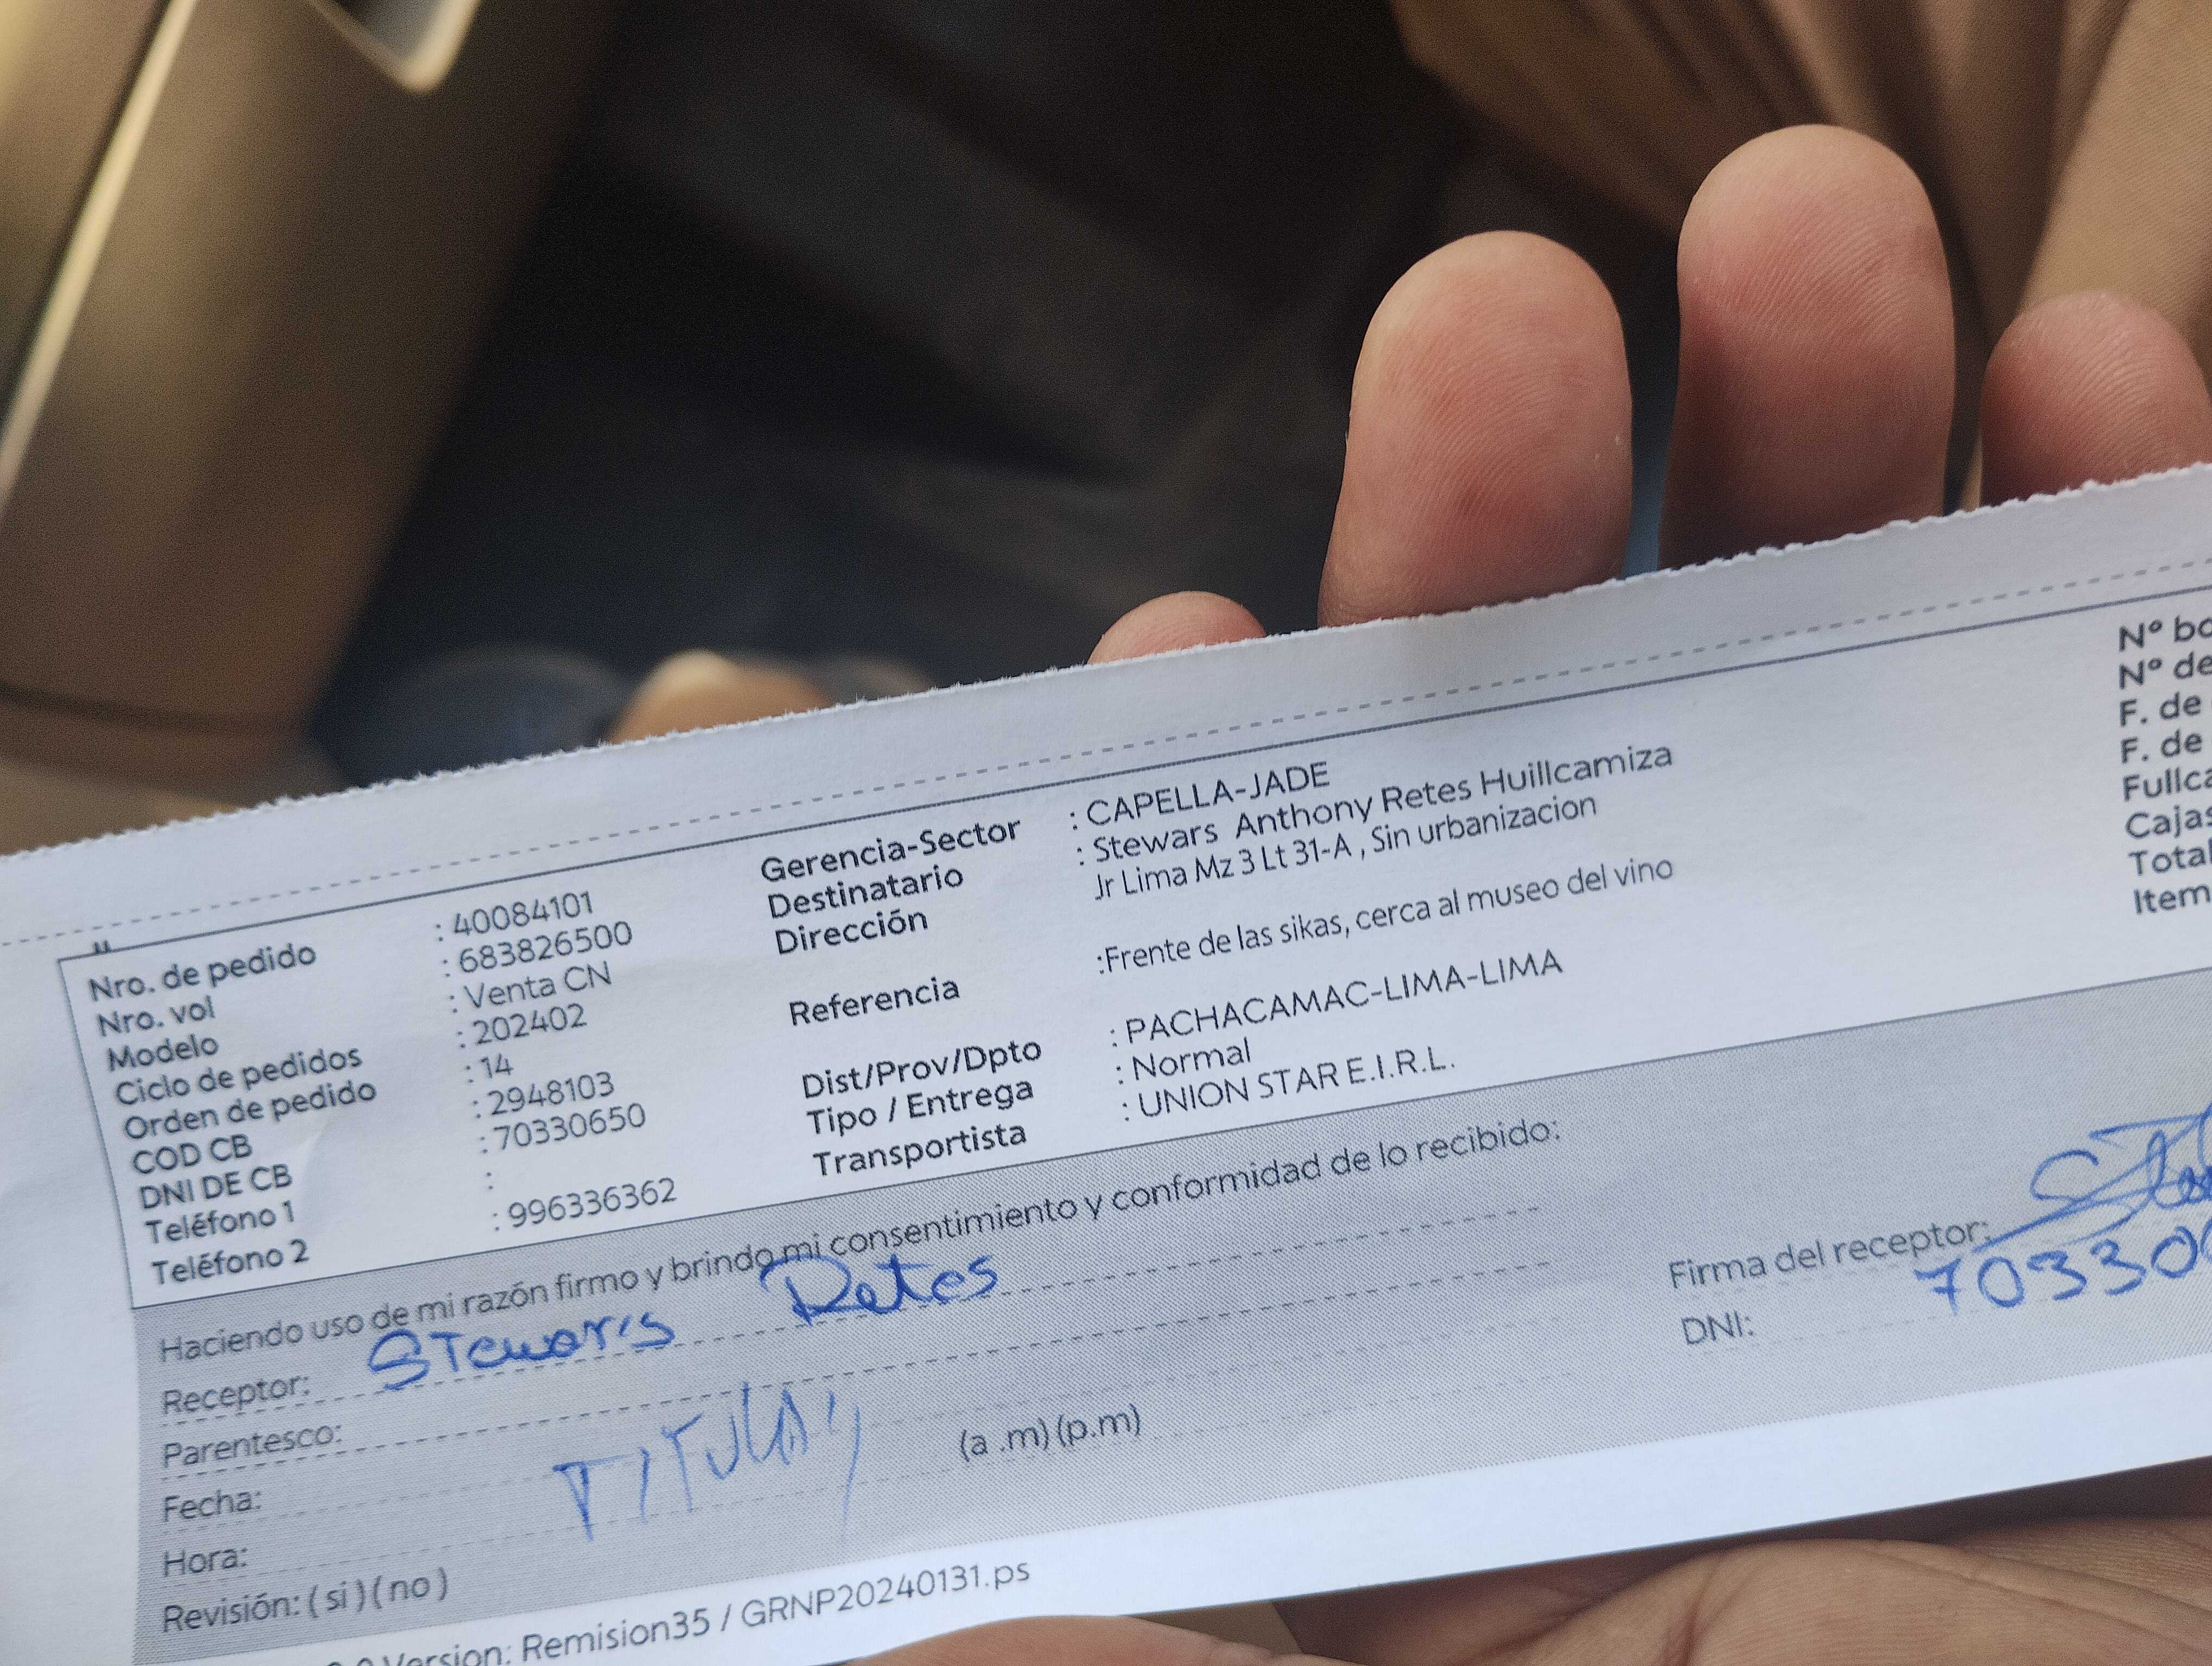 Nro. de pedido : 40084101
Nro. vol : 683826500
Modelo : Venta CN
Ciclo de pedidos : 202402
Orden de pedido : 14
COD CB : 2948103
DNI DE CB : 70330650
Teléfono 1 :
Teléfono 2 : 996336362
Gerencia-Sector : CAPELLA-JADE
Destinatario : Stewars Anthony Retes Huillcamiza
Dirección Jr Lima Mz 3 Lt 31-A , Sin urbanizacion
Referencia :Frente de las sikas, cerca al museo del vino
Dist/Prov/Dpto : PACHACAMAC-LIMA-LIMA
Tipo / Entrega : Normal
Transportista : UNION STAR E.I.R.L.
Nº
Nº de
F. de
F. de
Total
Haciendo uso de mi razón firmo y brindo mi consentimiento y conformidad de lo recibido:
Receptor: Stewars Retes
Parentesco:
Fecha: TITULAR
Hora: (a .m) (p.m)
Revisión: ( si ) ( no )
Firma del receptor:
DNI: 70330
Version: Remision35 / GRNP20240131.ps